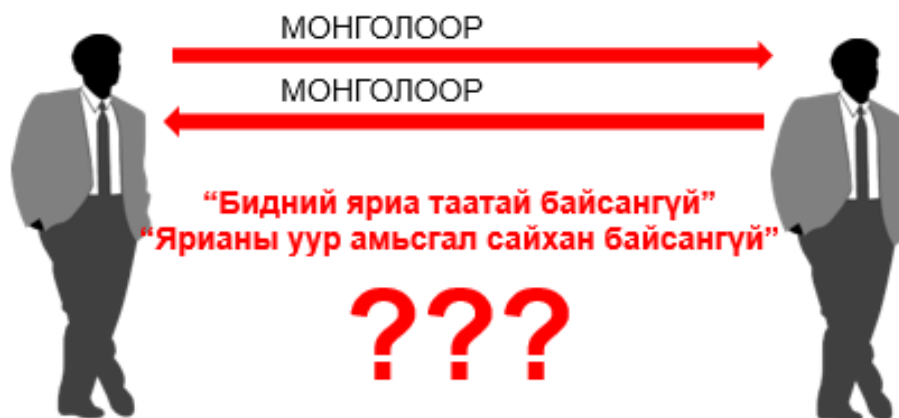 МОНГОЛООР
МОНГОЛООР
“Бидний яриа таатай байсангүй”
“Ярианы уур амьсгал сайхан байсангүй”
???